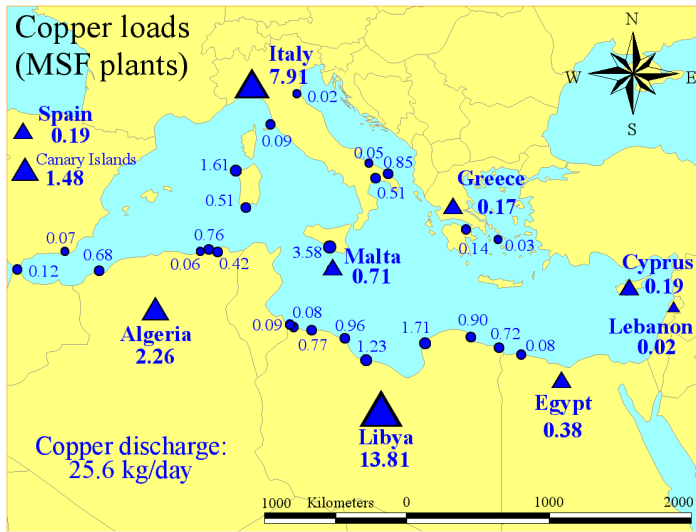 Copper loads
(MSF plants)
Italy
7.91
N
W
E
S
0.02
Spain
0.19
0.09
Canary Islands
1.48
1.61
0.05
0.85
0.51
Greece
0.17
0.51
0.14
0.03
0.07
0.76
3.58
Malta
0.71
0.12
0.68
0.06
0.42
Cyprus
0.19
Lebanon
0.02
Algeria
2.26
0.09
0.08
0.77
0.96
1.23
1.71
0.90
0.72
0.08
Egypt
0.38
Libya
13.81
Copper discharge:
25.6 kg/day
1000 Kilometers 0 1000 2000